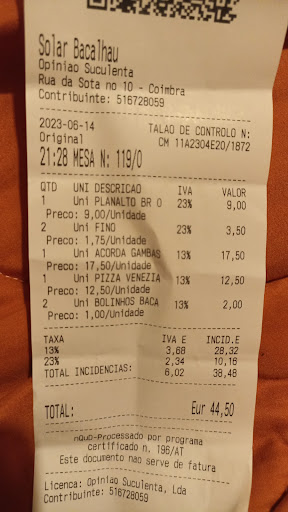 Solar Bacalhau
Opiniao Suculenta
Rua da Sota no 10 - Coimbra
Contribuinte: 516728059
2023-06-14 TALAO DE CONTROLO N:
Original CM 11A2304E20/1872
21:28 MESA N: 119/0
QTD UNI DESCRICAO IVA VALOR
1 Uni PLANALTO BR 0 23% 9,00
Preco: 9,00/Unidade
2 Uni FINO 23% 3,50
Preco: 1,75/Unidade
1 Uni ACORDA GAMBAS 13% 17,50
Preco: 17,50/Unidade
1 Uni PIZZA VENEZIA 13% 12,50
Preco: 12,50/Unidade
2 Uni BOLINHOS BACA 13% 2,00
Preco: 1,00/Unidade
TAXA IVA E INCID.E
13% 3,68 28,32
23% 2,34 10,16
TOTAL INCIDENCIAS: 6,02 38,48
TOTAL: Eur 44,50
nQuD-Processado por programa
certificado n. 196/AT
Este documento nao serve de fatura
Licenca: Opiniao Suculenta, Lda
Contribuinte: 516728059